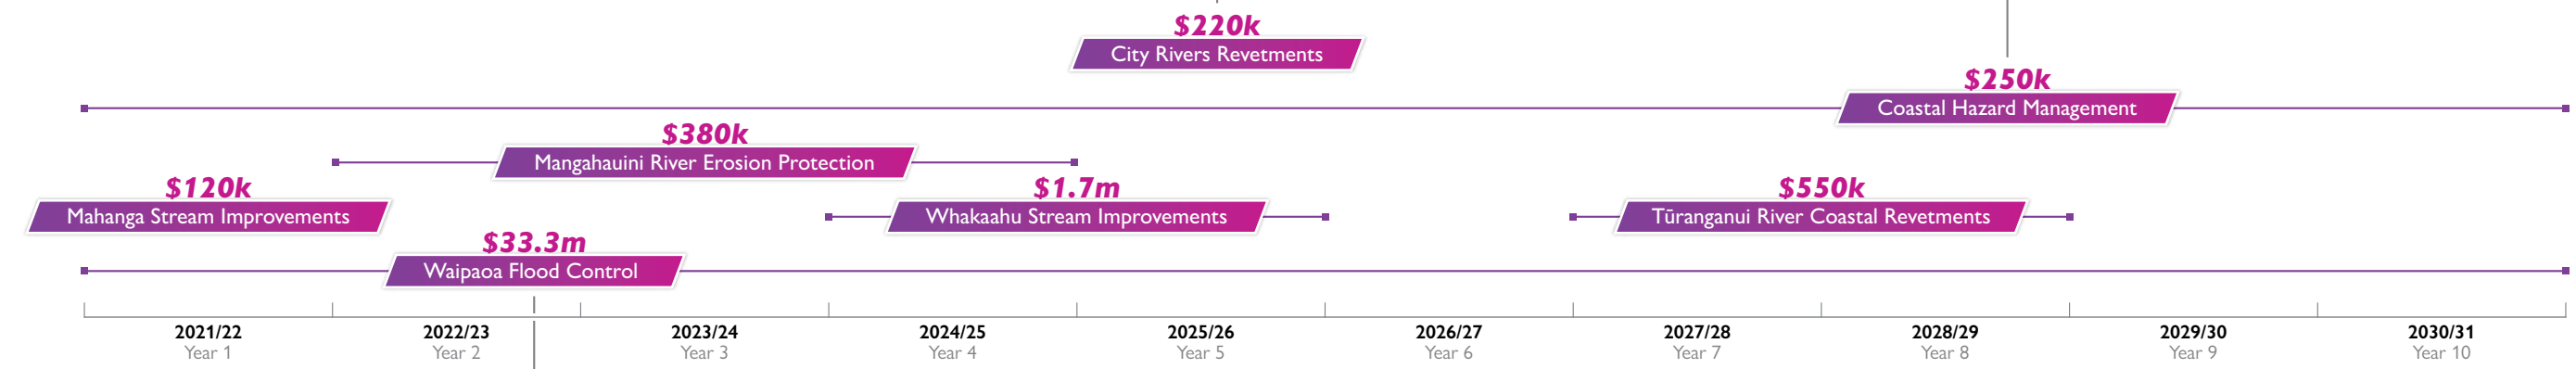 $220k
City Rivers Revetments
$250k
Coastal Hazard Management
$380k
Mangahauini River Erosion Protection
$120k
Mahanga Stream Improvements
$1.7m
Whakaahu Stream Improvements
$550k
Tūranganui River Coastal Revetments
$33.3m
Waipaoa Flood Control
2021/22 2022/23 2023/24 2024/25 2025/26 2026/27 2027/28 2028/29 2029/30 2030/31
Year 1 Year 2 Year 3 Year 4 Year 5 Year 6 Year 7 Year 8 Year 9 Year 10